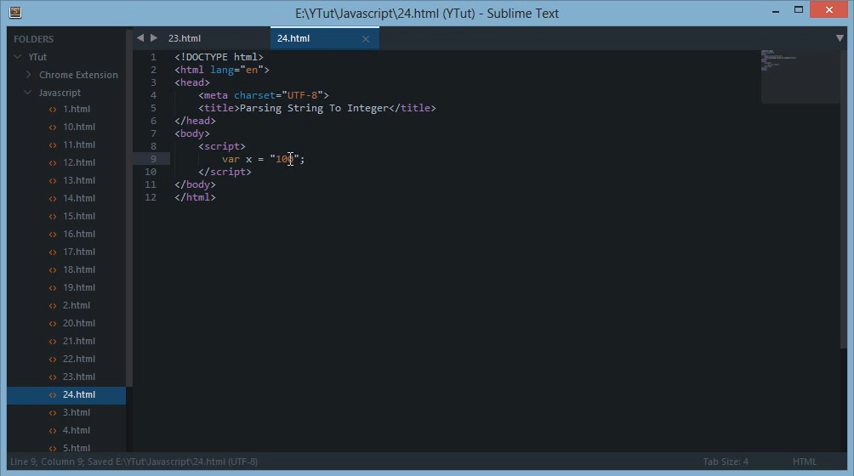 E:\YTut\Javascript\24.html (YTut) - Sublime Text
FOLDERS
YTut
Chrome Extension
Javascript
1.html
10.html
11.html
12.html
13.html
14.html
15.html
16.html
17.html
18.html
19.html
2.html
20.html
21.html
22.html
23.html
24.html
3.html
4.html
5.html
23.html
24.html
1 <!DOCTYPE html>
2 <html lang="en">
3 <head>
4 <meta charset="UTF-8">
5 <title>Parsing String To Integer</title>
6 </head>
7 <body>
8 <script>
9 var x = "100";
10 </script>
11 </body>
12 </html>
Line 9, Column 9; Saved E:\YTut\Javascript\24.html (UTF-8)
Tab Size: 4
HTML